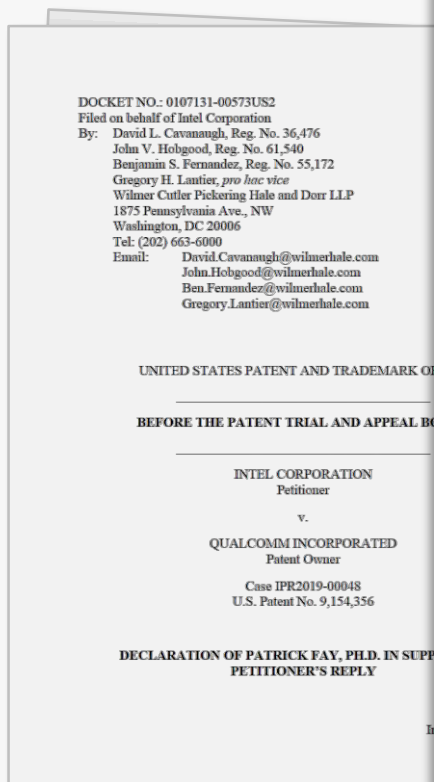 DOCKET NO.: 0107131-00573US2
Filed on behalf of Intel Corporation
By: David L. Cavanaugh, Reg. No. 36,476
John V. Hobgood, Reg. No. 61,540
Benjamin S. Fernandez, Reg. No. 55,172
Gregory H. Lantier, pro hac vice
Wilmer Cutler Pickering Hale and Dorr LLP
1875 Pennsylvania Ave., NW
Washington, DC 20006
Tel: (202) 663-6000
Email: David.Cavanaugh@wilmerhale.com
John.Hobgood@wilmerhale.com
Ben.Fernandez@wilmerhale.com
Gregory.Lantier@wilmerhale.com
UNITED STATES PATENT AND TRADEMARK
BEFORE THE PATENT TRIAL AND APPEAL
INTEL CORPORATION
Petitioner
v.
QUALCOMM INCORPORATED
Patent Owner
Case IPR2019-00048
U.S. Patent No. 9,154,356
DECLARATION OF PATRICK FAY, PH.D. IN
PETITIONER'S REPLY